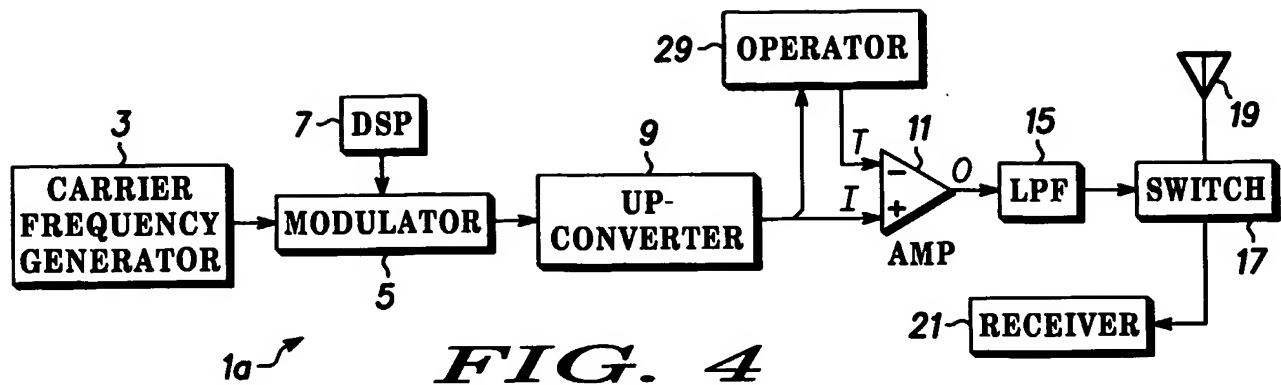 29
OPERATOR
19
3
7
DSP
9
T
11
15
−
O
CARRIER
FREQUENCY
GENERATOR
MODULATOR
UP-
CONVERTER
I
+
LPF
SWITCH
AMP
5
17
21
RECEIVER
1a
FIG. 4